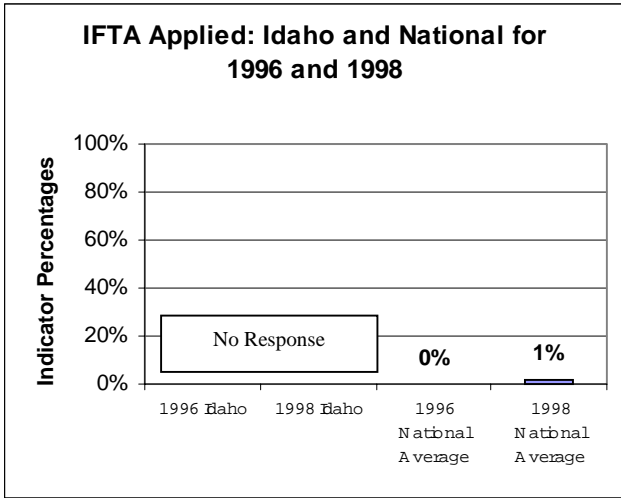 IFTA Applied: Idaho and National for
1996 and 1998
Indicator Percentages
100%
80%
60%
40%
20%
0%
No Response
0%
1%
1996 Idaho
1998 Idaho
1996
National
Average
1998
National
Average